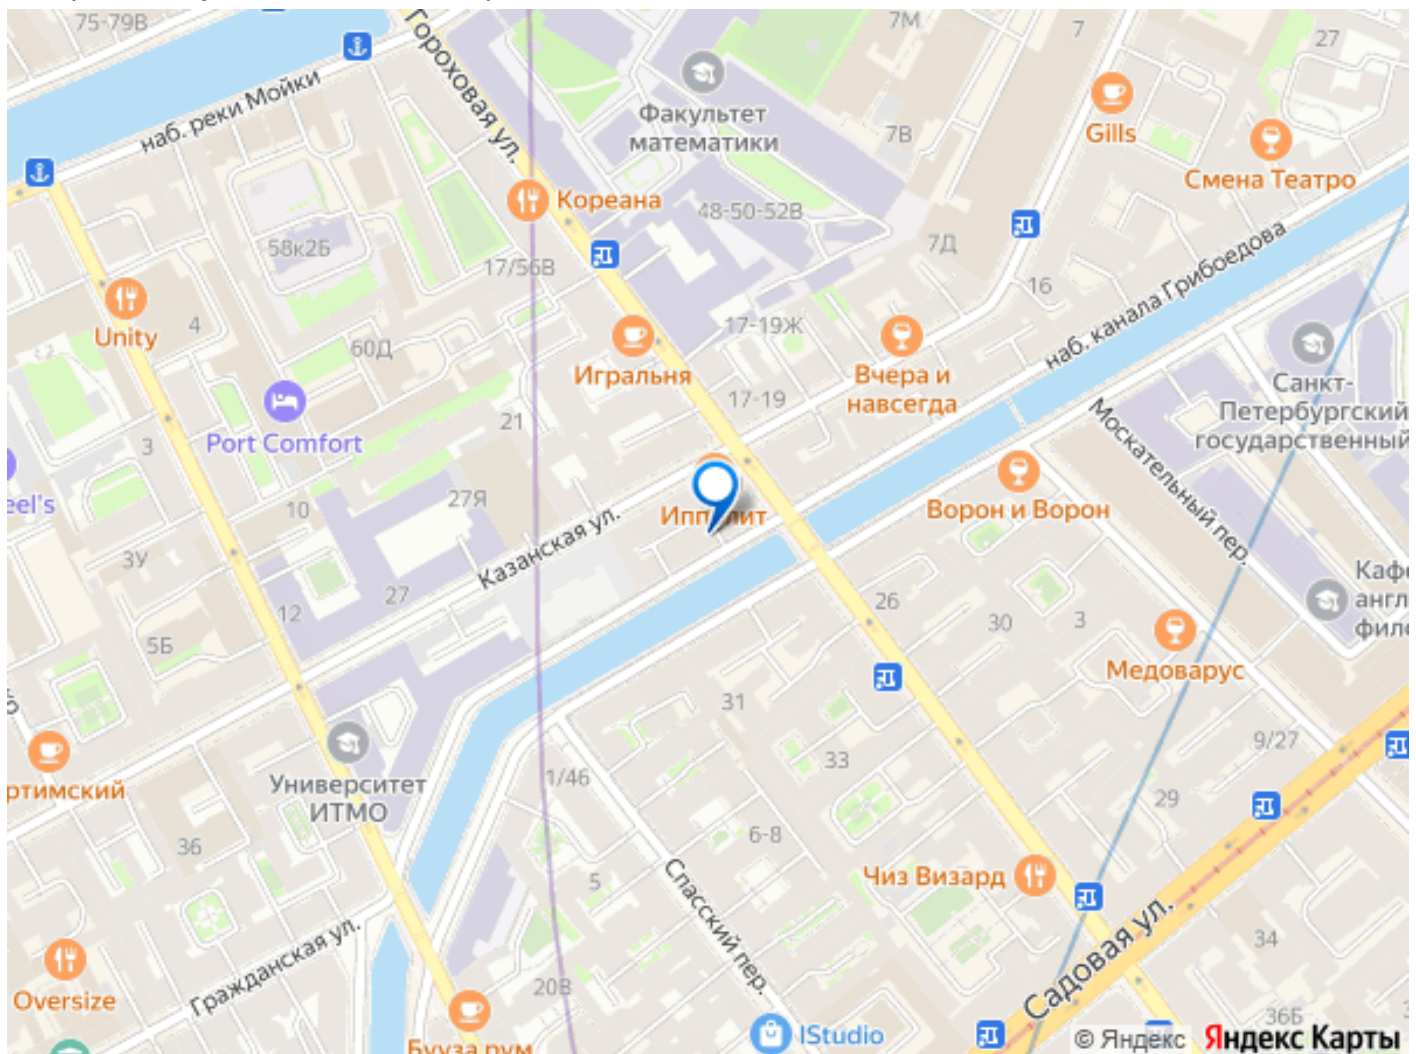 75-79В
Гороховая ул.
7М
7
27
наб. реки Мойки
Факультет
математики
7В
Gills
Смена Театро
Кореана
48-50-52В
58к2Б
7Д
17/56В
16
наб. канала Грибоедова
Unity
4
60Д
Игральня
17-19Ж
Вчера и
навсегда
Санкт-
Петербургский
государственный
Port Comfort
21
17-19
3
Москательный пер.
eel's
10
27Я
Казанская ул.
Ворон и Ворон
3У
12
27
5Б
26
30
3
Медоварус
31
33
9/27
Университет
ИТМО
ртимский
1/46
29
36
6-8
5
Чиз Визард
Спасский пер.
Садовая ул.
Гражданская ул.
34
Oversize
20В
36Б
Бууза рум
IStudio
© Яндекс Яндекс Карты